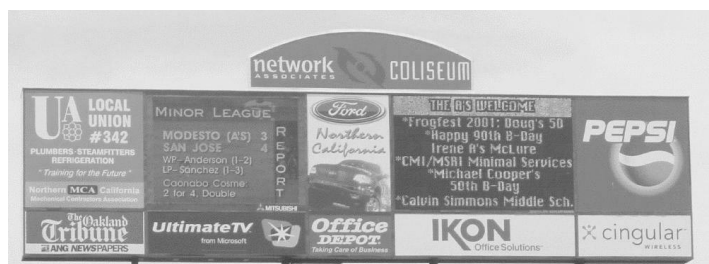 network
ASSOCIATES
COLISEUM
UA LOCAL
UNION
#342
PLUMBERS-STEAMFITTERS
REFRIGERATION
"Training for the Future"
Northern MCA California
Mechanical Contractors Association
MINOR LEAGUE
REPORT
MODESTO (A'S) 3
SAN JOSE 4
WP-Anderson (1-2)
LP-Sanchez (1-3)
Caonabo Cosme:
2 for 4, Double
MITSUBISHI
Ford
Northern
California
THE A'S WELCOME
*Frogfest 2001: Doug's 50
*Happy 90th B-Day
Irene A's McLure
*CMI/MSRI Minimal Services
*Michael Cooper's
50th B-Day
*Calvin Simmons Middle Sch.
PEPSI
The Oakland
Tribune
ANG NEWSPAPERS
UltimateTV
from Microsoft
Office
DEPOT.
Taking Care of Business
IKON
Office Solutions
cingular
WIRELESS